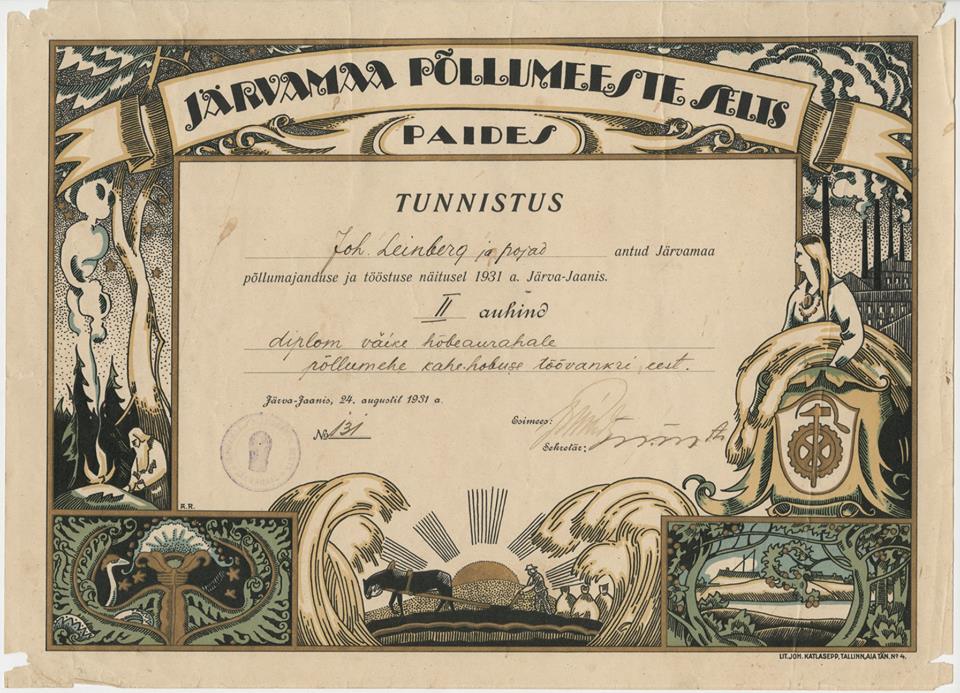 JÄRVAMAA PÕLLUMEESTE SELTS
PAIDES
TUNNISTUS
Joh. Leinberg ja pojad antud Järvamaa
põllumajanduse ja tööstuse näitusel 1931 a. Järva-Jaanis.
II auhind
diplom väike hõbeaurahale
põllumehe kahe hobuse töövankri eest.
Järva-Jaanis, 24. augustil 1931 a.
№ 131
Esimees:
Sekretär:
A.R.
LIT. JOH. KATLASEPP, TALLINN, AIA TÄN. № 4.